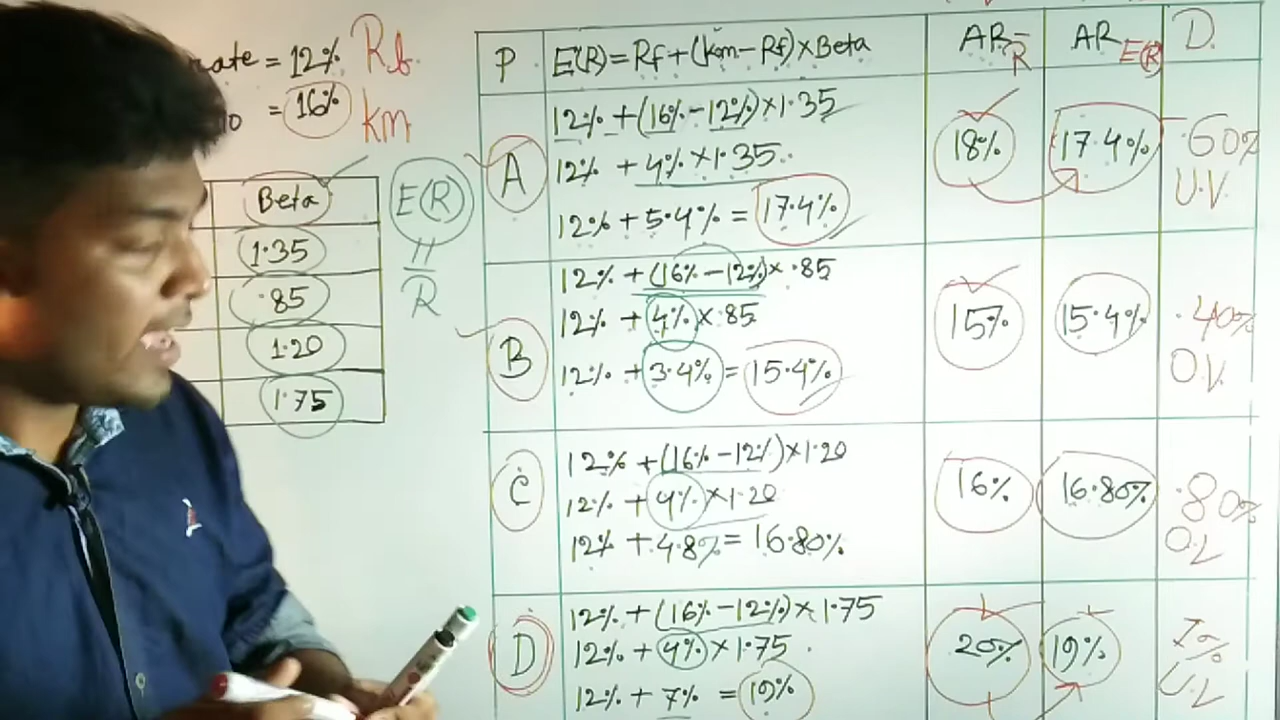 = 12% Rf
= 16% km
Beta
1.35
.85
1.20
1.75
E(R)
=
R
P E(R) = Rf + (km - Rf) × Beta AR- R AR E(R) D.
A
12% + (16% - 12%) × 1.35
12% + 4% × 1.35
12% + 5.4% = 17.4%
18% 17.4% .60%
U.V
B
12% + (16% - 12%) × .85
12% + 4% × .85
12% + 3.4% = 15.4%
15% 15.4% .40%
O.V.
C
12% + (16% - 12%) × 1.20
12% + 4% × 1.20
12% + 4.8% = 16.80%
16% 16.80% .80%
D
12% + (16% - 12%) × 1.75
12% + 4% × 1.75
12% + 7% = 19%
20% 19%